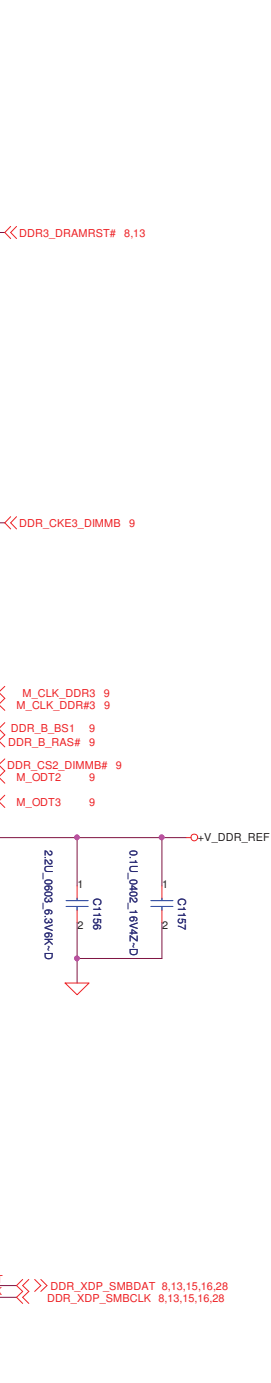 DDR3_DRAMRST# 8,13
DDR_CKE3_DIMMB 9
M_CLK_DDR3 9
M_CLK_DDR#3 9
DDR_B_BS1 9
DDR_B_RAS# 9
DDR_CS2_DIMMB# 9
M_ODT2 9
M_ODT3 9
+V_DDR_REF
2.2U_0603_6.3V6K~D
1
2
C1156
0.1U_0402_16V4Z~D
1
2
C1157
DDR_XDP_SMBDAT 8,13,15,16,28
DDR_XDP_SMBCLK 8,13,15,16,28